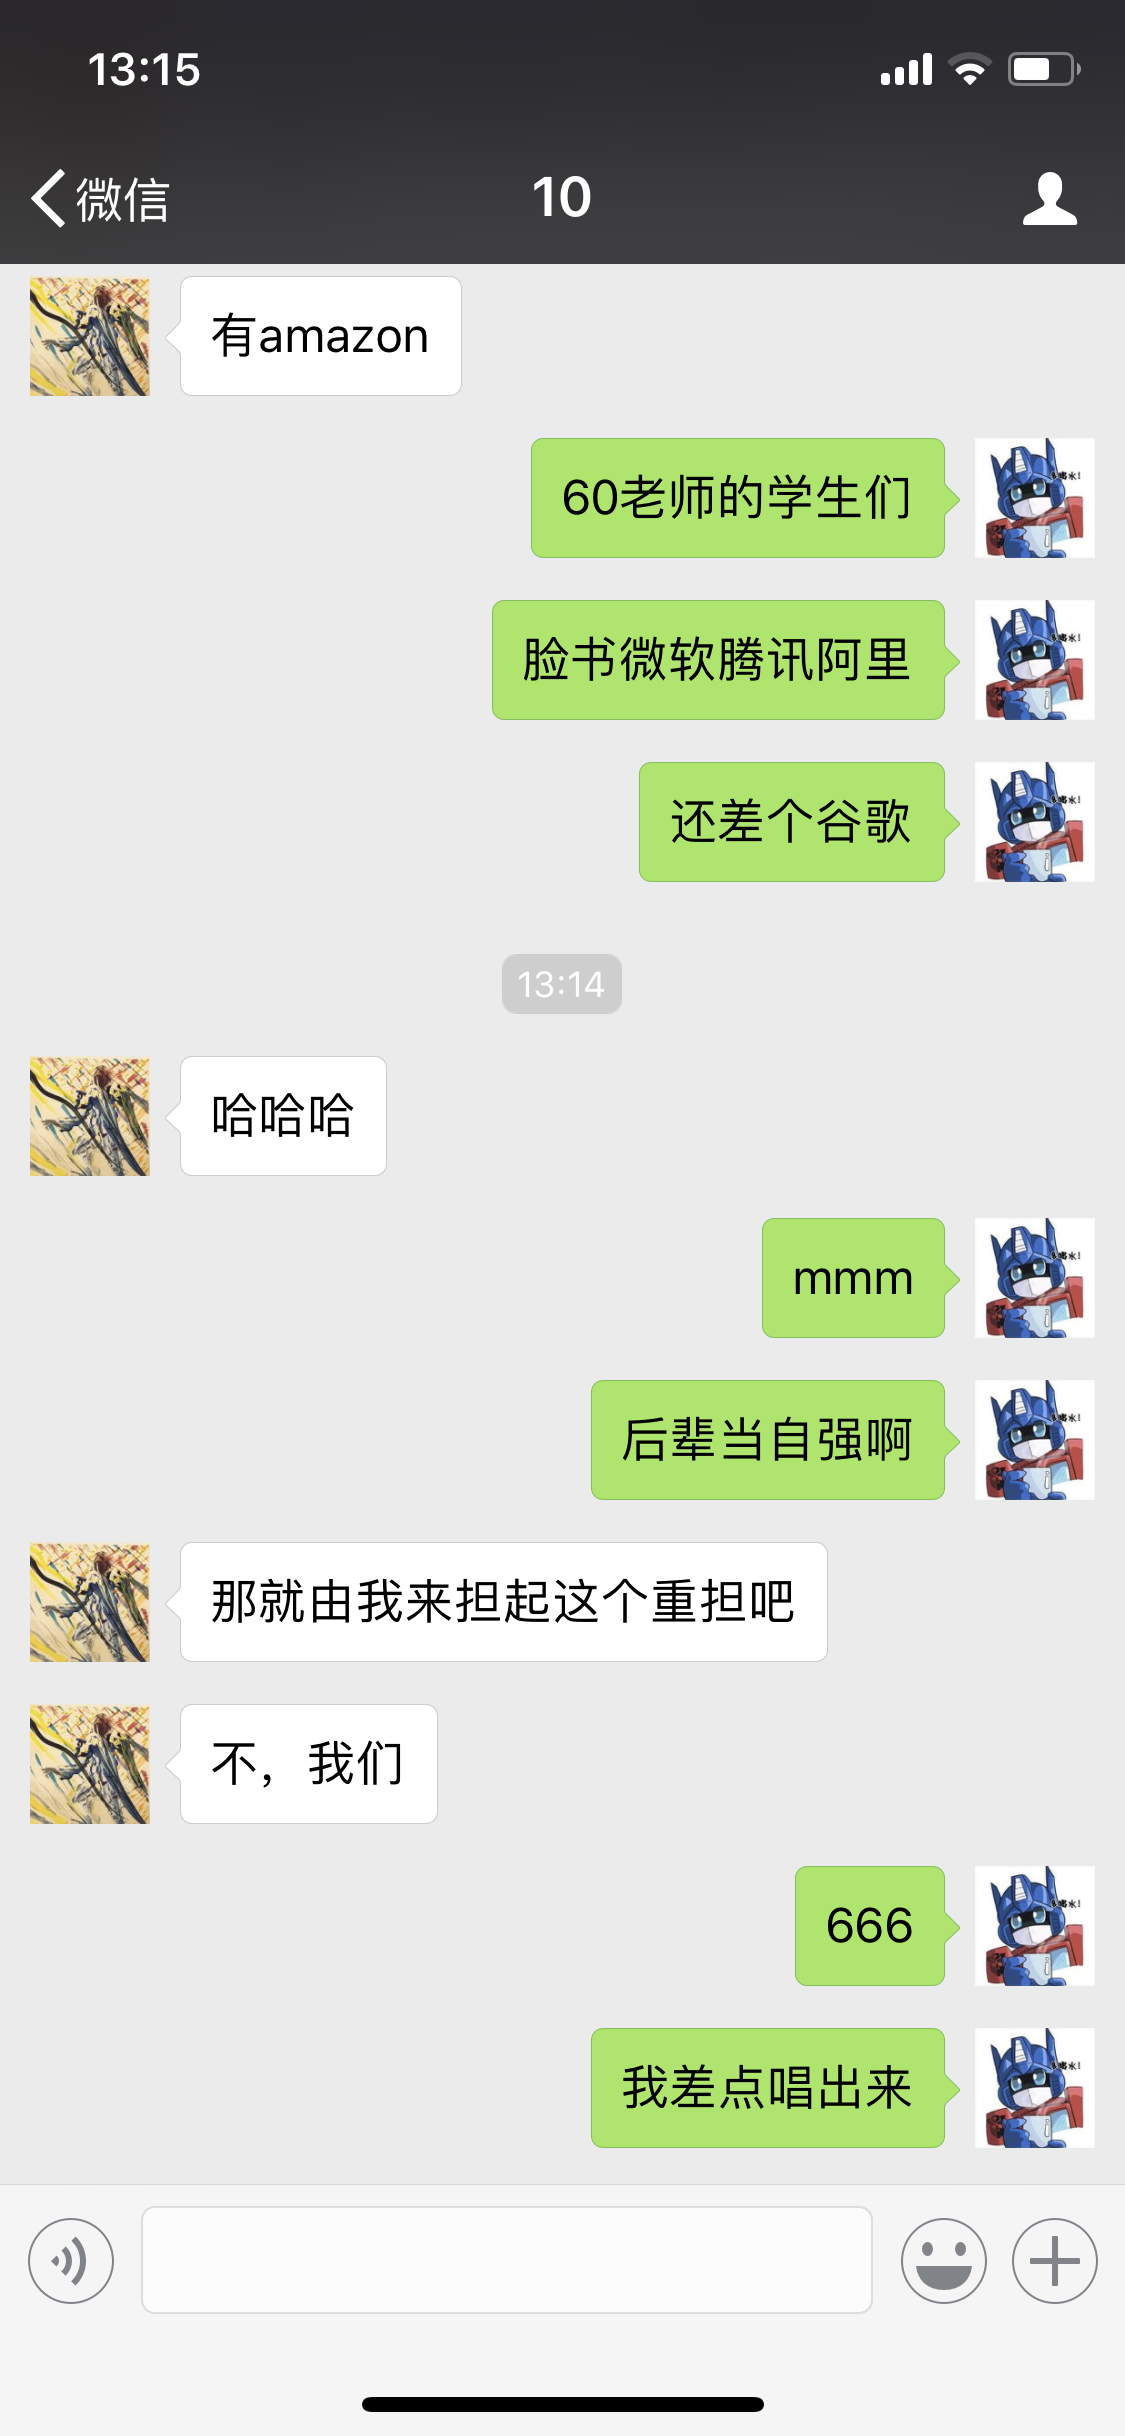 13:15
微信
10
有amazon
60老师的学生们
脸书微软腾讯阿里
还差个谷歌
13:14
哈哈哈
mmm
后辈当自强啊
那就由我来担起这个重担吧
不，我们
666
我差点唱出来